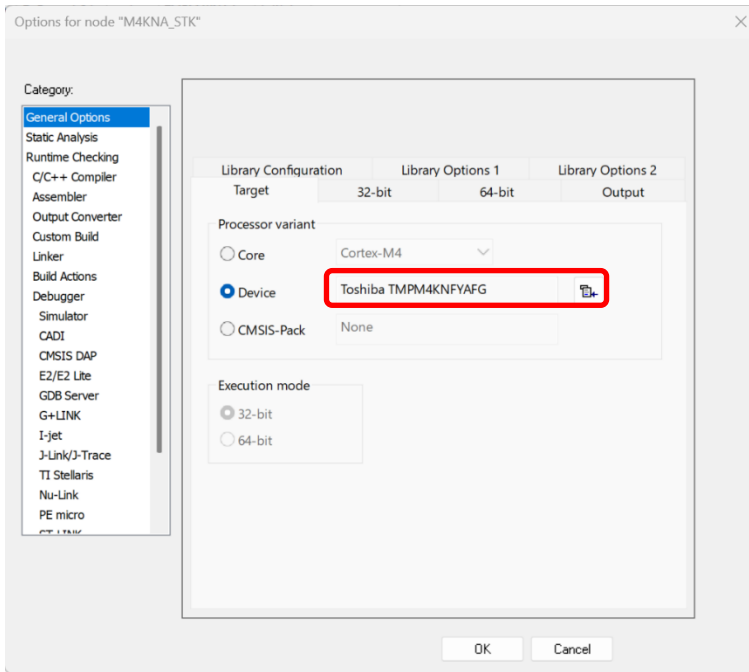 Options for node "M4KNA_STK"
Category:
General Options
Static Analysis
Runtime Checking
C/C++ Compiler
Assembler
Output Converter
Custom Build
Linker
Build Actions
Debugger
Simulator
CADI
CMSIS DAP
E2/E2 Lite
GDB Server
G+LINK
I-jet
J-Link/J-Trace
TI Stellaris
Nu-Link
PE micro
ST-LINK
Library Configuration Library Options 1 Library Options 2
Target 32-bit 64-bit Output
Processor variant
Core Cortex-M4
Device Toshiba TMPM4KNFYAFG
CMSIS-Pack None
Execution mode
32-bit
64-bit
OK Cancel